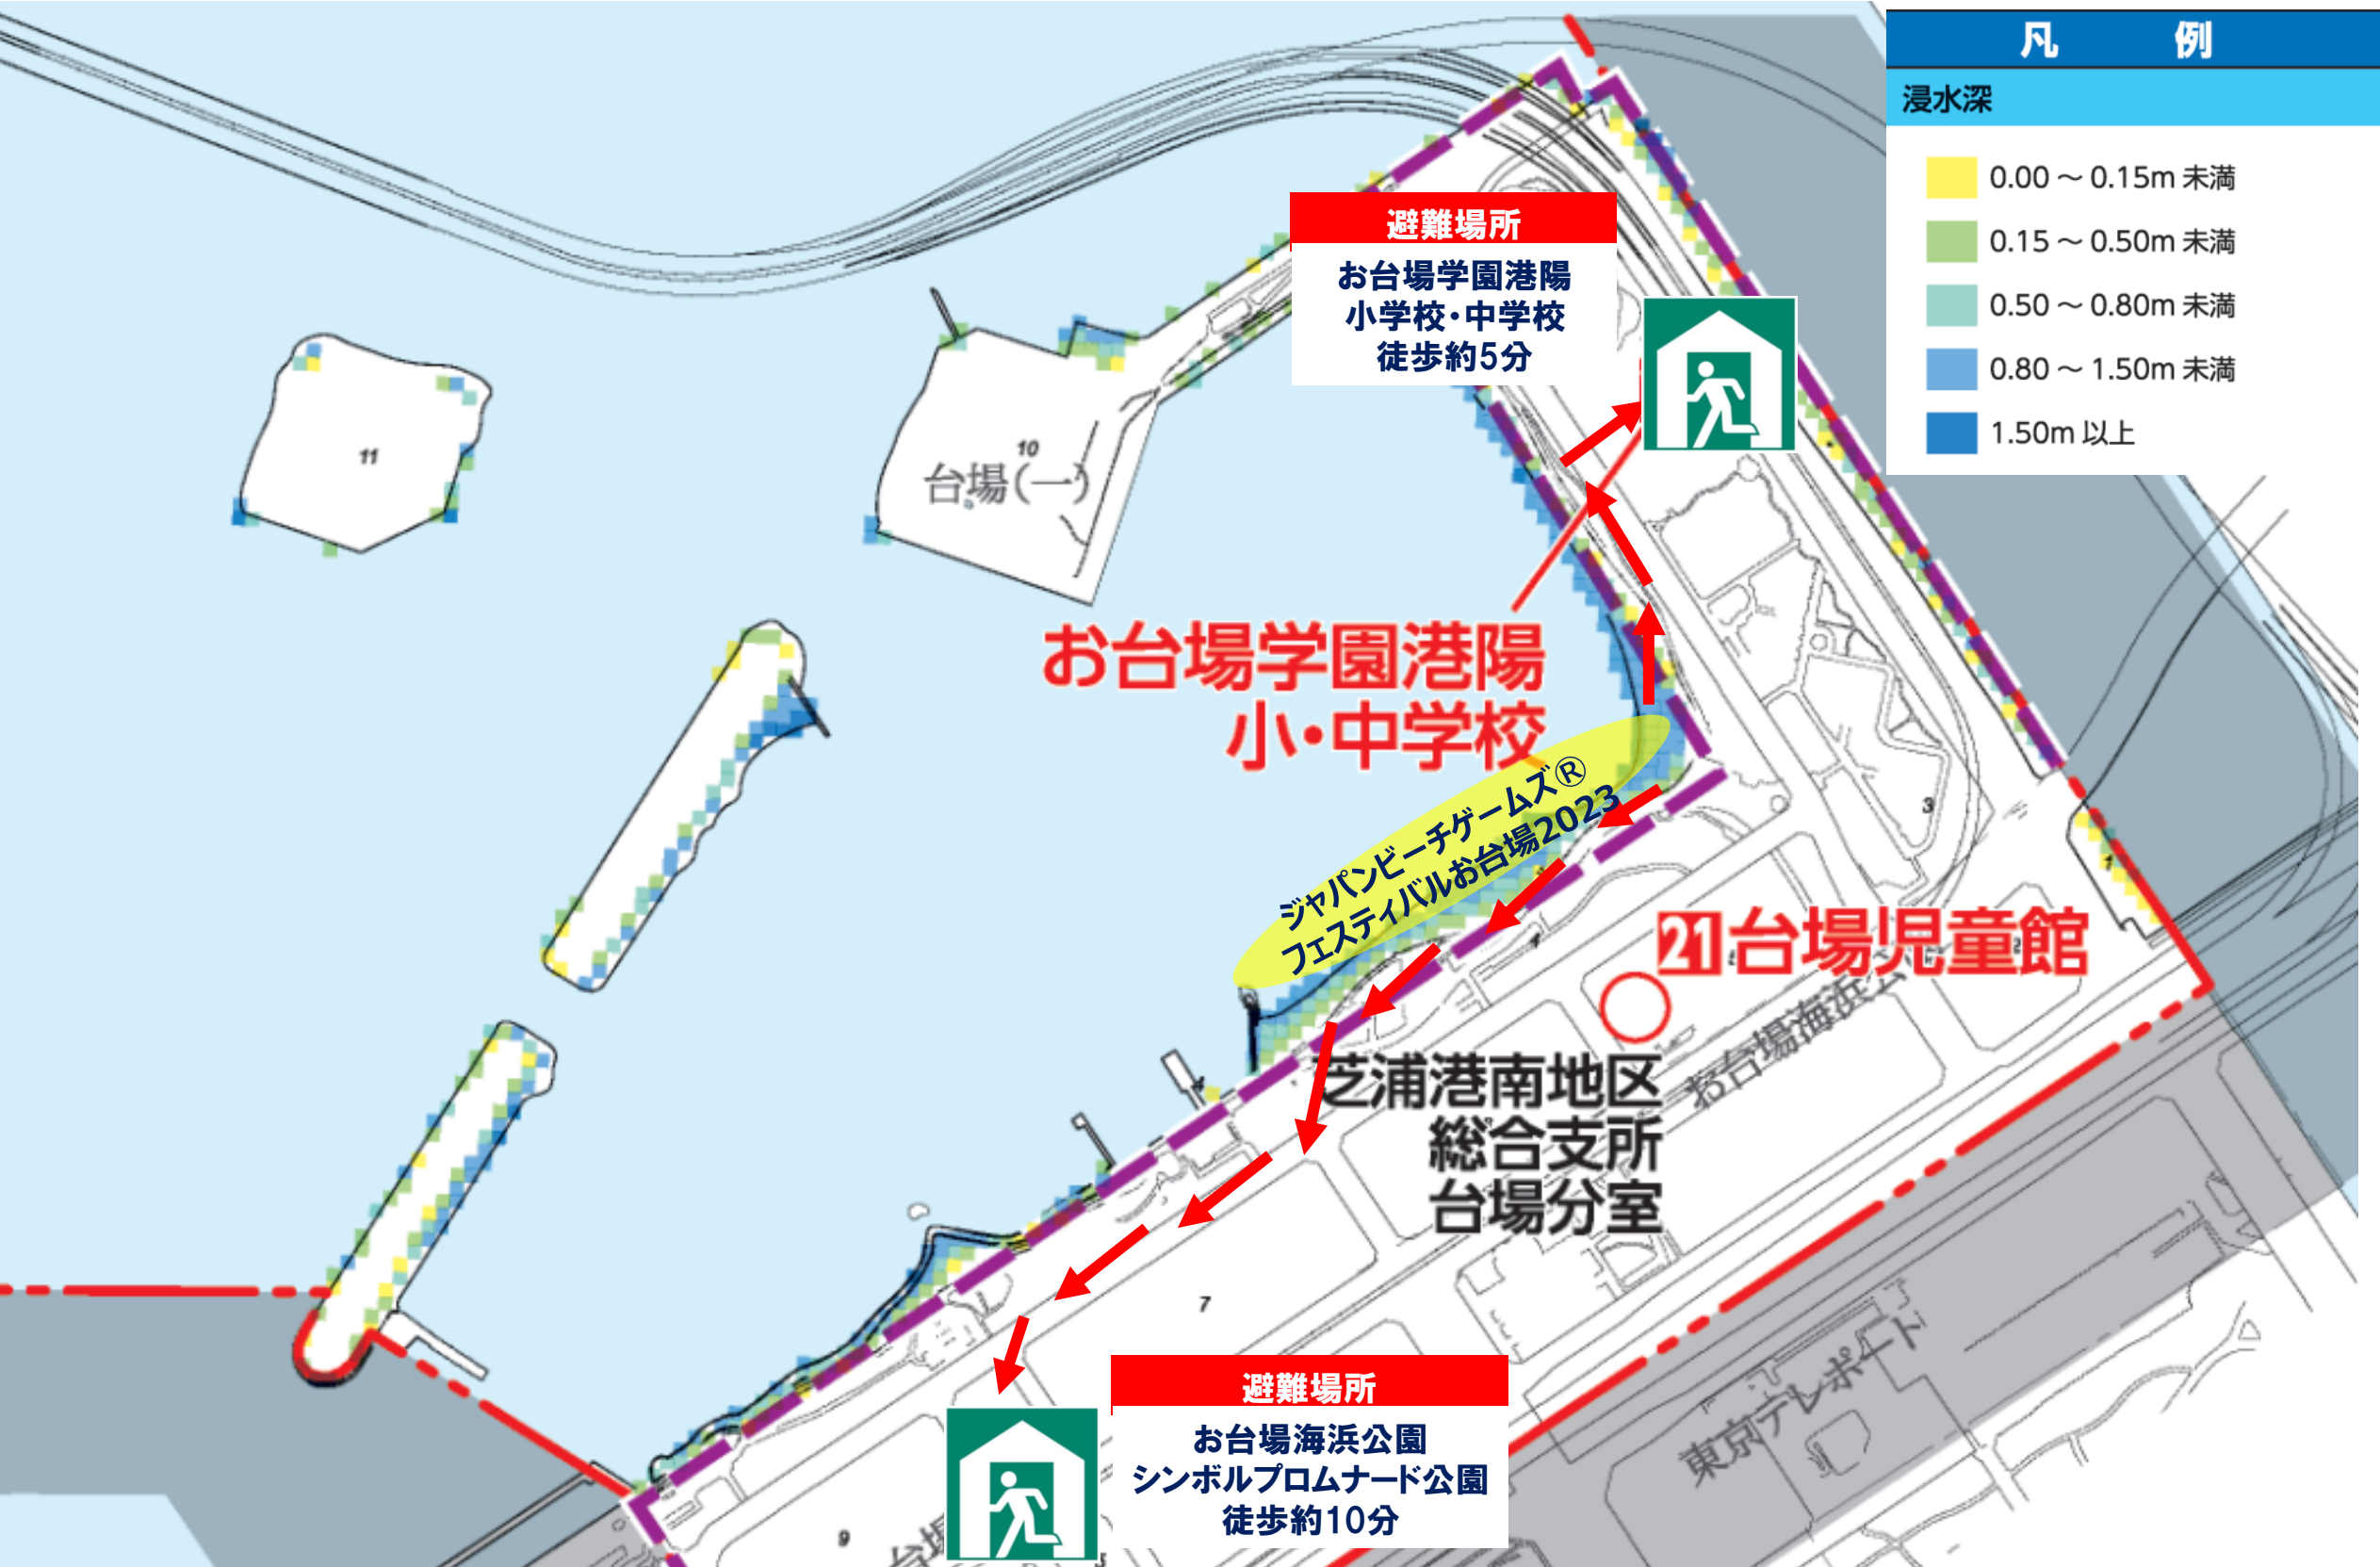 凡 例
浸水深
0.00 ～ 0.15m 未満
0.15 ～ 0.50m 未満
0.50 ～ 0.80m 未満
0.80 ～ 1.50m 未満
1.50m 以上
避難場所
お台場学園港陽
小学校・中学校
徒歩約5分
11
10
台場(一)
お台場学園港陽
小・中学校
ジャパンビーチゲームズ®
フェスティバルお台場2023
3
1
21台場児童館
お台場海浜公
芝浦港南地区
総合支所
台場分室
7
東京テレポート
避難場所
お台場海浜公園
シンボルプロムナード公園
徒歩約10分
9
台場